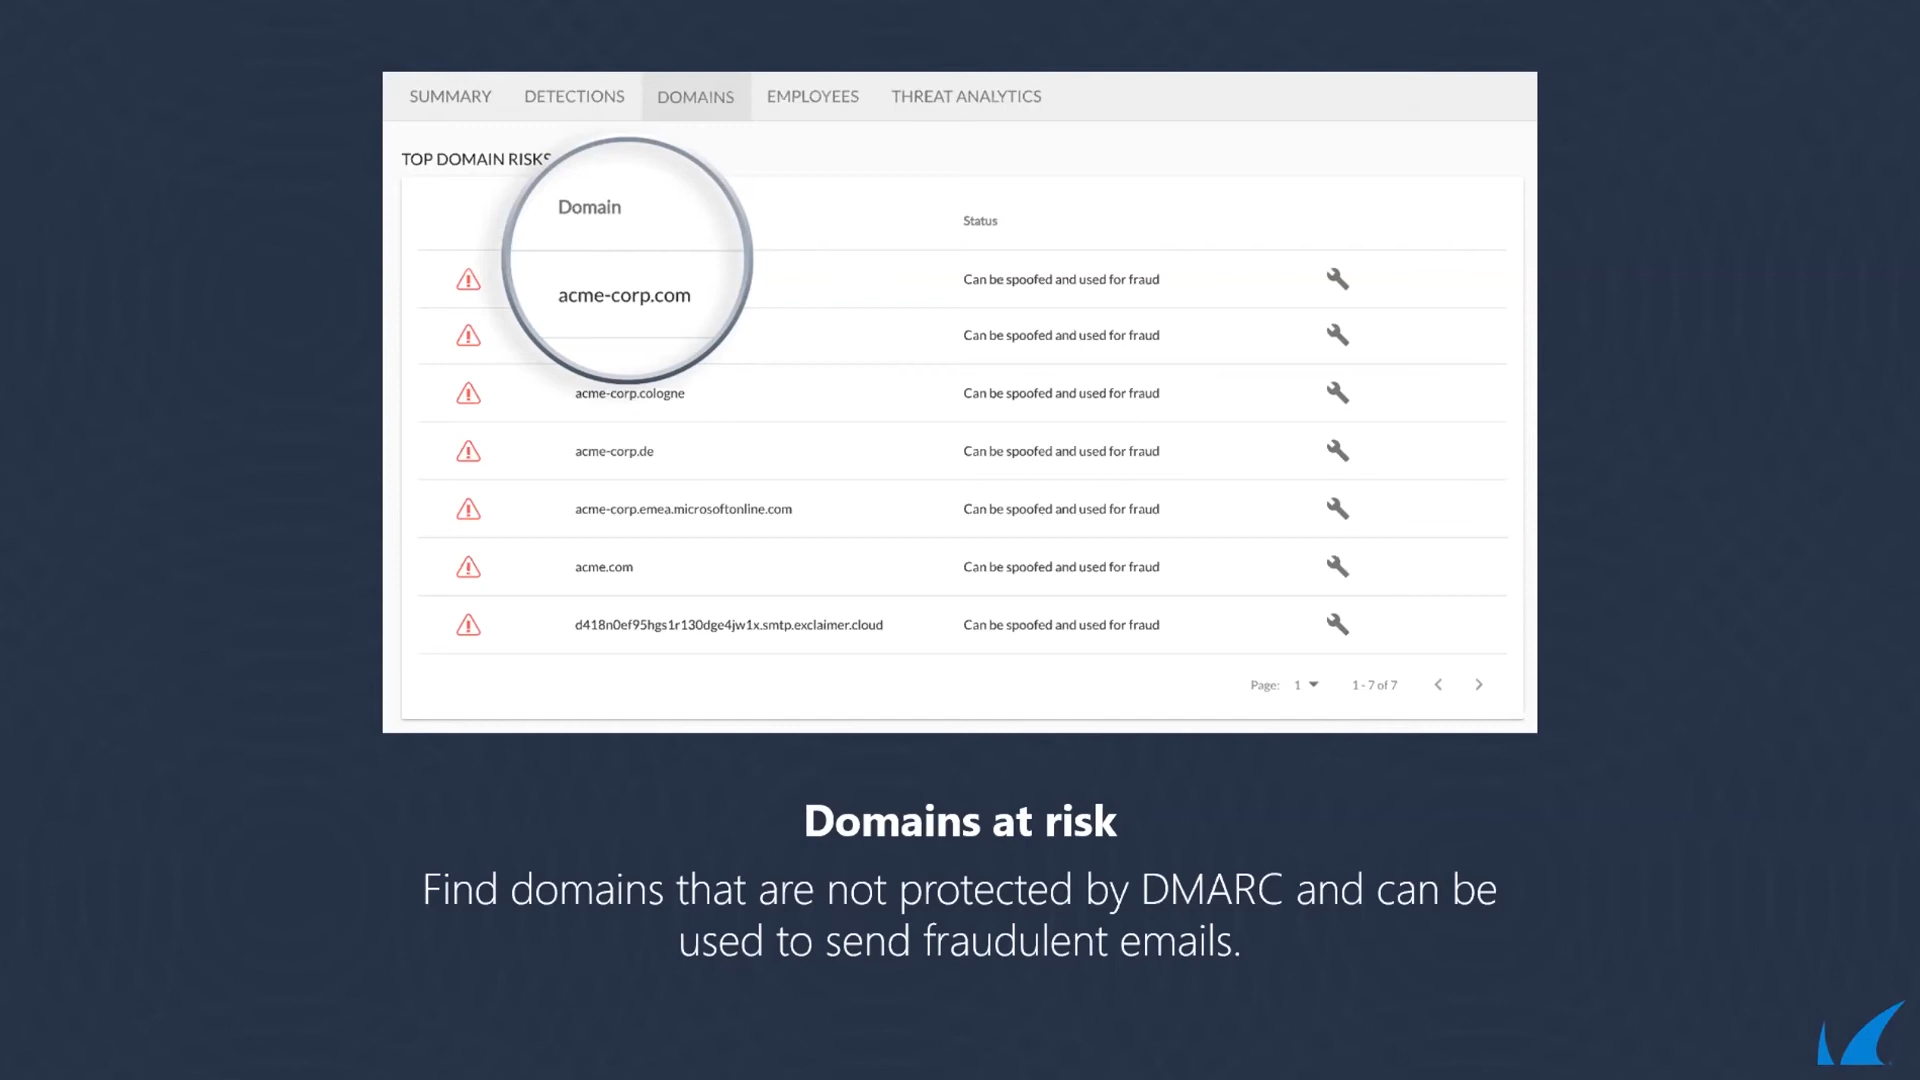 SUMMARY DETECTIONS DOMAINS EMPLOYEES THREAT ANALYTICS
TOP DOMAIN RISKS
Domain Status
acme-corp.com Can be spoofed and used for fraud
Can be spoofed and used for fraud
acme-corp.cologne Can be spoofed and used for fraud
acme-corp.de Can be spoofed and used for fraud
acme-corp.emea.microsoftonline.com Can be spoofed and used for fraud
acme.com Can be spoofed and used for fraud
d418n0ef95hgs1r130dge4jw1x.smtp.exclaimer.cloud Can be spoofed and used for fraud
Page: 1 1 - 7 of 7
Domains at risk
Find domains that are not protected by DMARC and can be
used to send fraudulent emails.